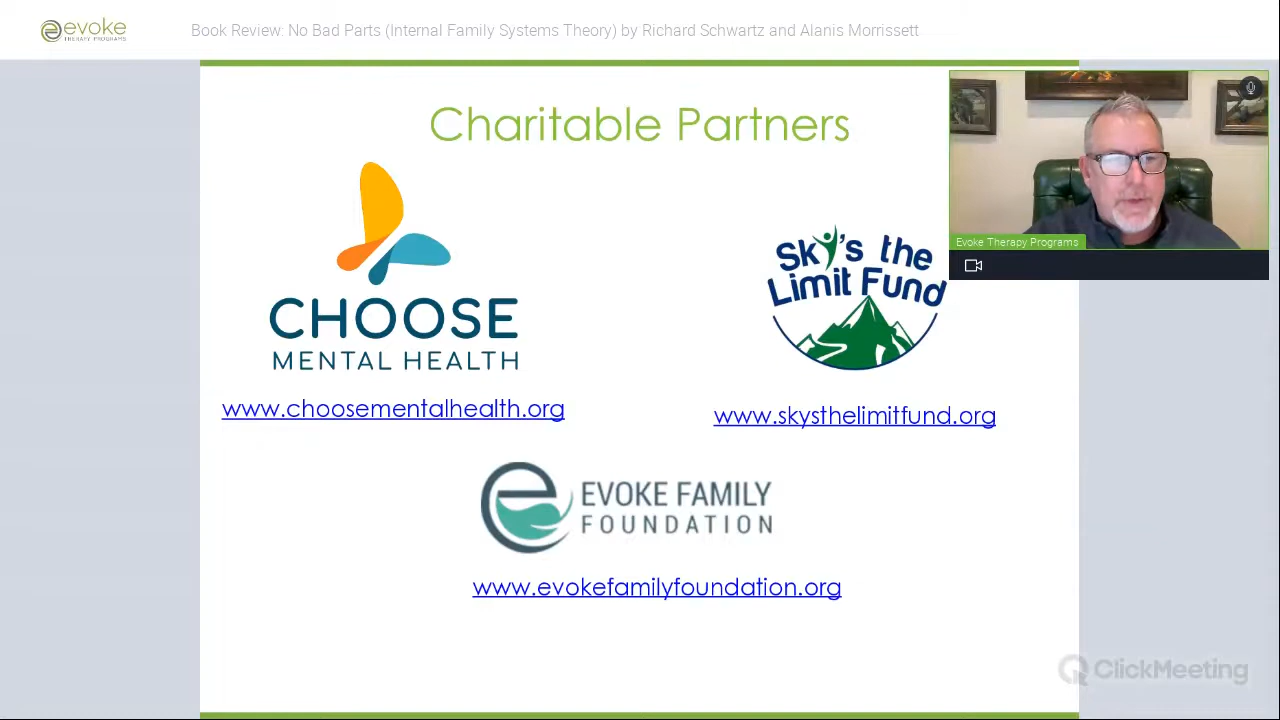 evoke
THERAPY PROGRAMS
Book Review: No Bad Parts (Internal Family Systems Theory) by Richard Schwartz and Alanis Morrissett
Charitable Partners
Evoke Therapy Programs
CHOOSE
MENTAL HEALTH
Sky's the
Limit Fund
www.choosementalhealth.org
www.skysthelimitfund.org
EVOKE FAMILY
FOUNDATION
www.evokefamilyfoundation.org
ClickMeeting